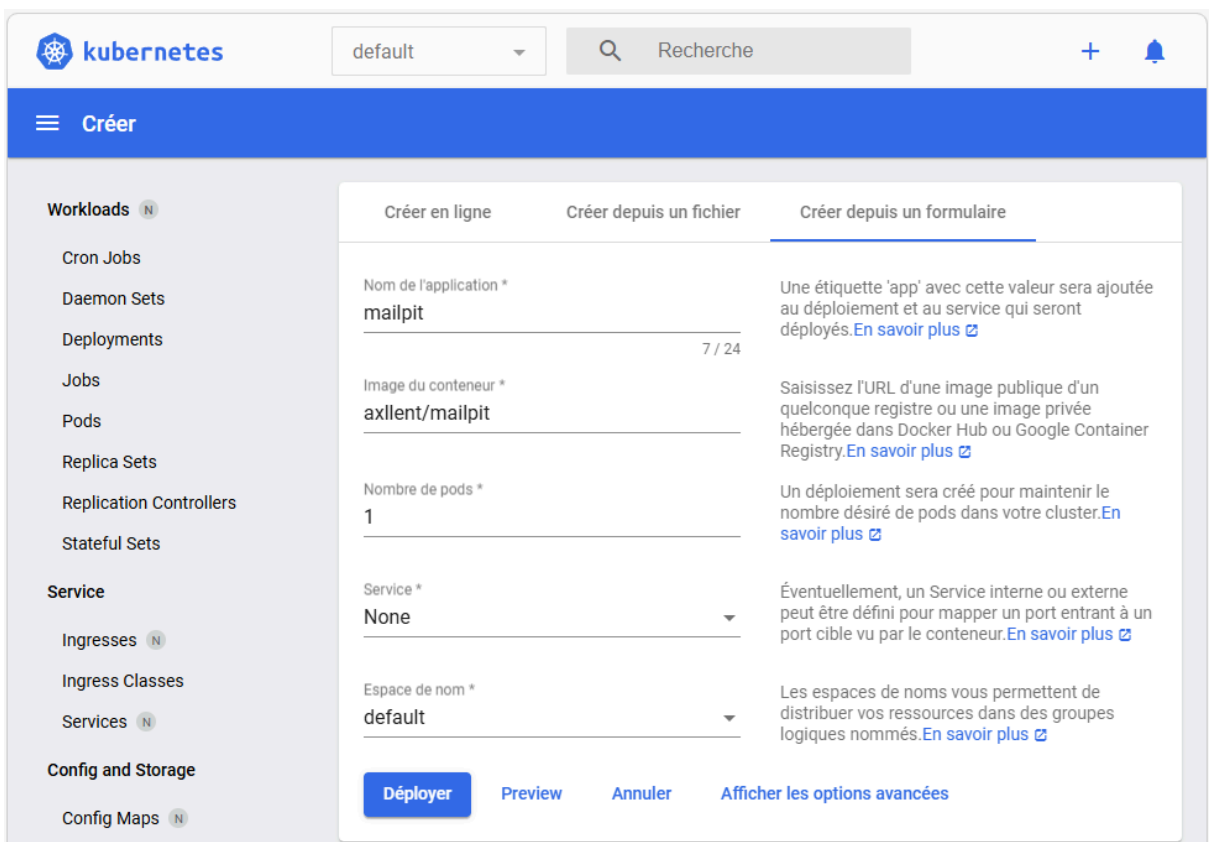 kubernetes
default
Recherche
Créer
Workloads N
Cron Jobs
Daemon Sets
Deployments
Jobs
Pods
Replica Sets
Replication Controllers
Stateful Sets
Service
Ingresses N
Ingress Classes
Services N
Config and Storage
Config Maps N
Créer en ligne
Créer depuis un fichier
Créer depuis un formulaire
Nom de l'application *
mailpit
7 / 24
Une étiquette 'app' avec cette valeur sera ajoutée
au déploiement et au service qui seront
déployés.En savoir plus
Image du conteneur *
axllent/mailpit
Saisissez l'URL d'une image publique d'un
quelconque registre ou une image privée
hébergée dans Docker Hub ou Google Container
Registry.En savoir plus
Nombre de pods *
1
Un déploiement sera créé pour maintenir le
nombre désiré de pods dans votre cluster.En
savoir plus
Service *
None
Éventuellement, un Service interne ou externe
peut être défini pour mapper un port entrant à un
port cible vu par le conteneur.En savoir plus
Espace de nom *
default
Les espaces de noms vous permettent de
distribuer vos ressources dans des groupes
logiques nommés.En savoir plus
Déployer
Preview
Annuler
Afficher les options avancées